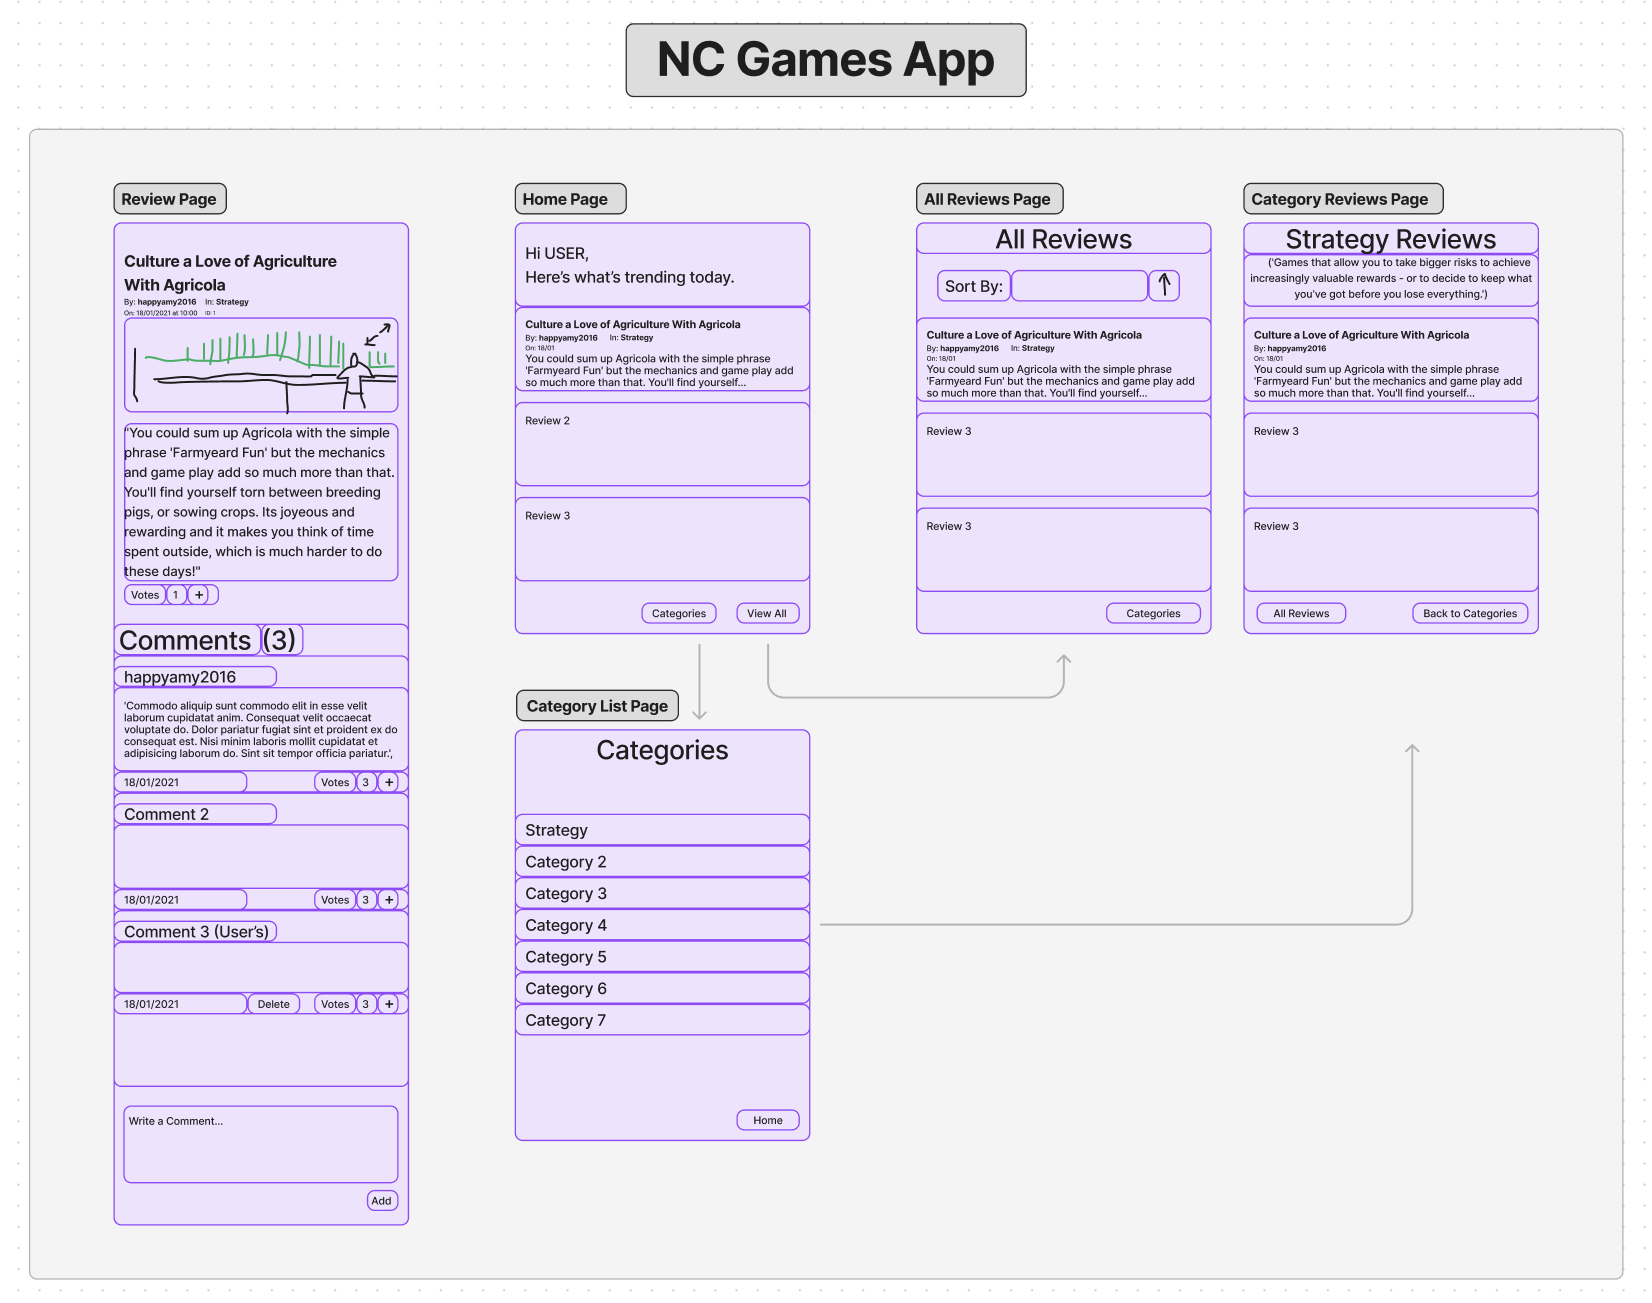 NC Games App
Review Page
Culture a Love of Agriculture
With Agricola
By: happyamy2016 In: Strategy
On: 18/01/2021 at 10:00 ID: 1
"You could sum up Agricola with the simple
phrase 'Farmyeard Fun' but the mechanics
and game play add so much more than that.
You'll find yourself torn between breeding
pigs, or sowing crops. Its joyeous and
rewarding and it makes you think of time
spent outside, which is much harder to do
these days!"
Votes 1 +
Comments (3)
happyamy2016
'Commodo aliquip sunt commodo elit in esse velit
laborum cupidatat anim. Consequat velit occaecat
voluptate do. Dolor pariatur fugiat sint et proident ex do
consequat est. Nisi minim laboris mollit cupidatat et
adipisicing laborum do. Sint sit tempor officia pariatur.',
18/01/2021 Votes 3 +
Comment 2
18/01/2021 Votes 3 +
Comment 3 (User's)
18/01/2021 Delete Votes 3 +
Write a Comment...
Add
Home Page
Hi USER,
Here's what's trending today.
Culture a Love of Agriculture With Agricola
By: happyamy2016 In: Strategy
On: 18/01
You could sum up Agricola with the simple phrase
'Farmyeard Fun' but the mechanics and game play add
so much more than that. You'll find yourself...
Review 2
Review 3
Categories View All
Category List Page
Categories
Strategy
Category 2
Category 3
Category 4
Category 5
Category 6
Category 7
Home
All Reviews Page
All Reviews
Sort By:
Culture a Love of Agriculture With Agricola
By: happyamy2016 In: Strategy
On: 18/01
You could sum up Agricola with the simple phrase
'Farmyeard Fun' but the mechanics and game play add
so much more than that. You'll find yourself...
Review 3
Review 3
Categories
Category Reviews Page
Strategy Reviews
('Games that allow you to take bigger risks to achieve
increasingly valuable rewards - or to decide to keep what
you've got before you lose everything.')
Culture a Love of Agriculture With Agricola
By: happyamy2016
On: 18/01
You could sum up Agricola with the simple phrase
'Farmyeard Fun' but the mechanics and game play add
so much more than that. You'll find yourself...
Review 3
Review 3
All Reviews Back to Categories